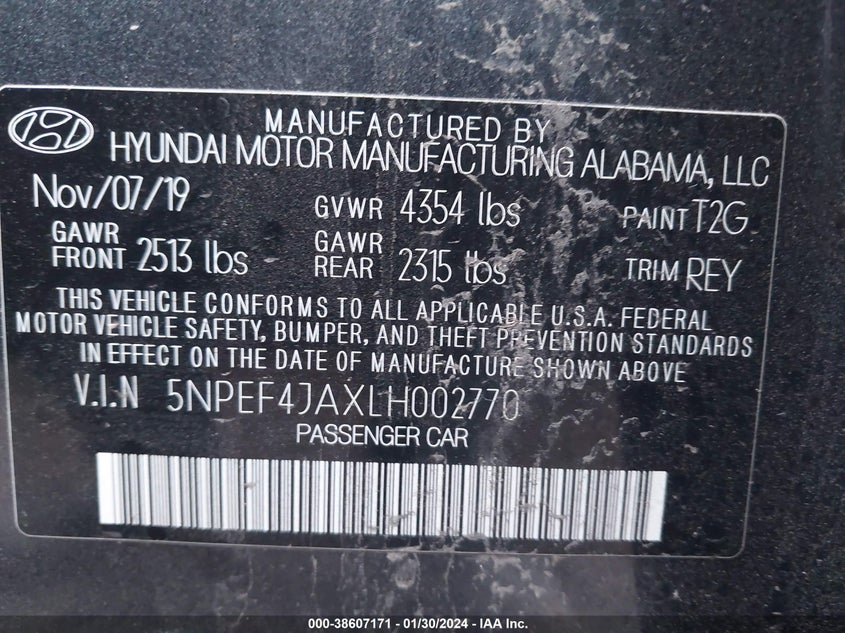 MANUFACTURED BY
HYUNDAI MOTOR MANUFACTURING ALABAMA, LLC
Nov/07/19 GVWR 4354 lbs PAINT T2G
GAWR FRONT 2513 lbs GAWR REAR 2315 lbs TRIM REY
THIS VEHICLE CONFORMS TO ALL APPLICABLE U.S.A. FEDERAL
MOTOR VEHICLE SAFETY, BUMPER, AND THEFT PREVENTION STANDARDS
IN EFFECT ON THE DATE OF MANUFACTURE SHOWN ABOVE
V.I.N 5NPEF4JAXLH002770
PASSENGER CAR
000-38607171 - 01/30/2024 - IAA Inc.